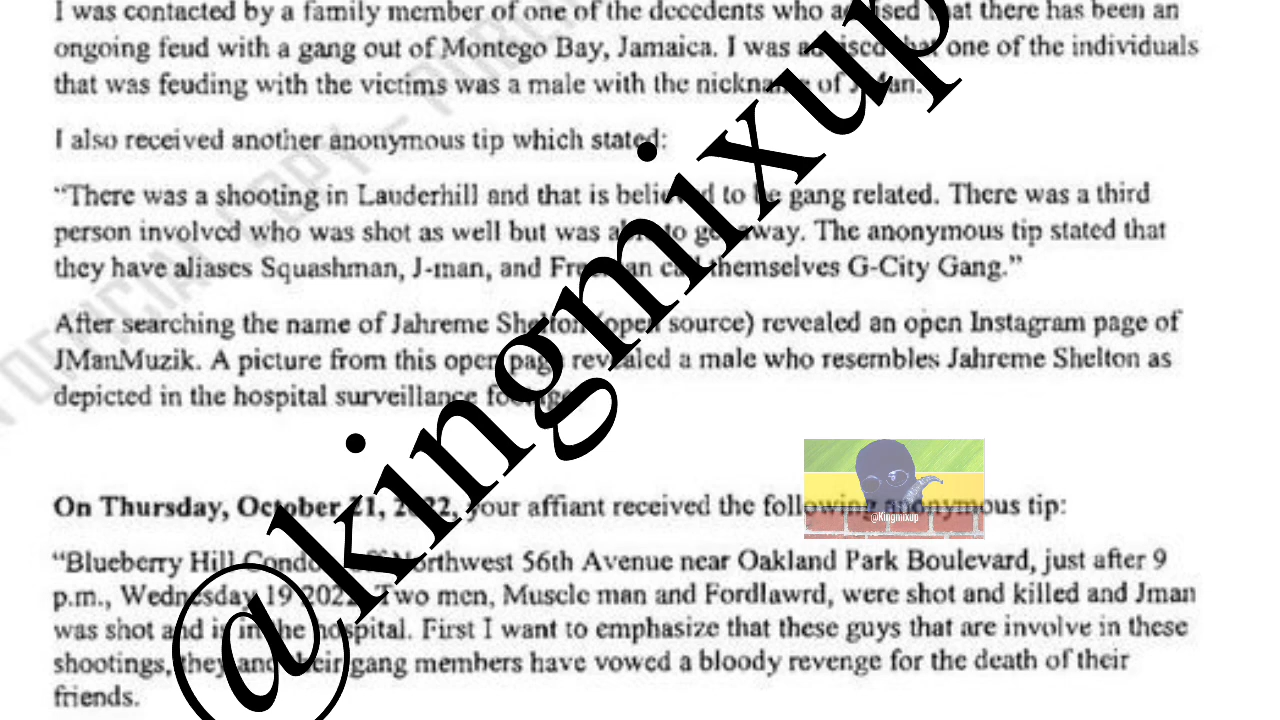 I was contacted by a family member of one of the decedents who advised that there has been an
ongoing feud with a gang out of Montego Bay, Jamaica. I was advised that one of the individuals
that was feuding with the victims was a male with the nickname of
I also received another anonymous tip which stated:
“There was a shooting in Lauderhill and that is believed to be gang related. There was a third
person involved who was shot as well but was able to get away. The anonymous tip stated that
they have aliases Squashman, J-man, and call themselves G-City Gang.”
After searching the name of Jahreme Shelton (open source) revealed an open Instagram page of
JManMuzik. A picture from this open page revealed a male who resembles Jahreme Shelton as
depicted in the hospital surveillance footage
On Thursday, October 21, 2022, your affiant received the following anonymous tip:
“Blueberry Hill Northwest 56th Avenue near Oakland Park Boulevard, just after 9
p.m., Wednesday 19 2022 Two men, Muscle man and Fordlawrd, were shot and killed and Jman
was shot and is in the hospital. First I want to emphasize that these guys that are involve in these
shootings, they and their gang members have vowed a bloody revenge for the death of their
friends.
@kingmixup
@Kingmixup